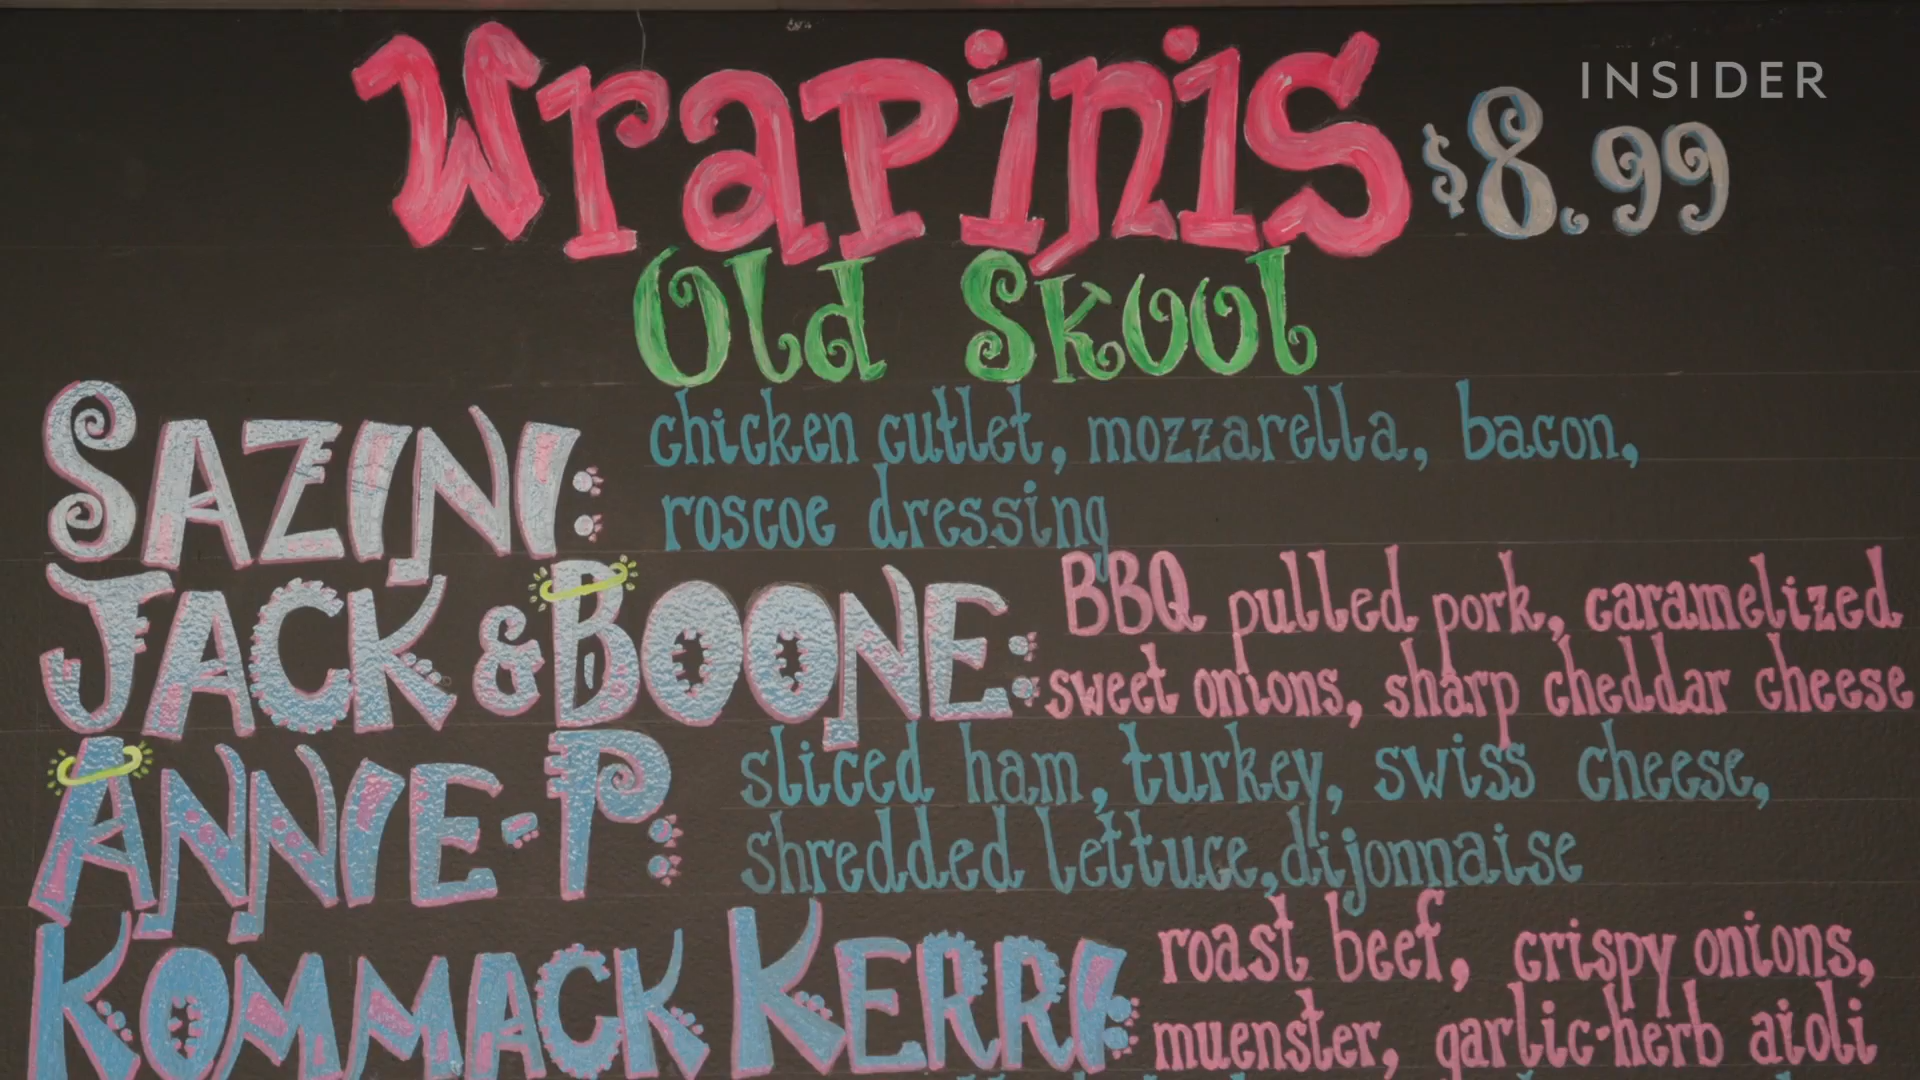 INSIDER
Wrapinis $8.99
Old Skool
SAZINI: chicken cutlet, mozzarella, bacon,
roscoe dressing
JACK & BOONE: BBQ pulled pork, caramelized
sweet onions, sharp cheddar cheese
ANNIE-P: sliced ham, turkey, swiss cheese,
shredded lettuce, dijonnaise
KOMMACK KERRI: roast beef, crispy onions,
muenster, garlic-herb aioli